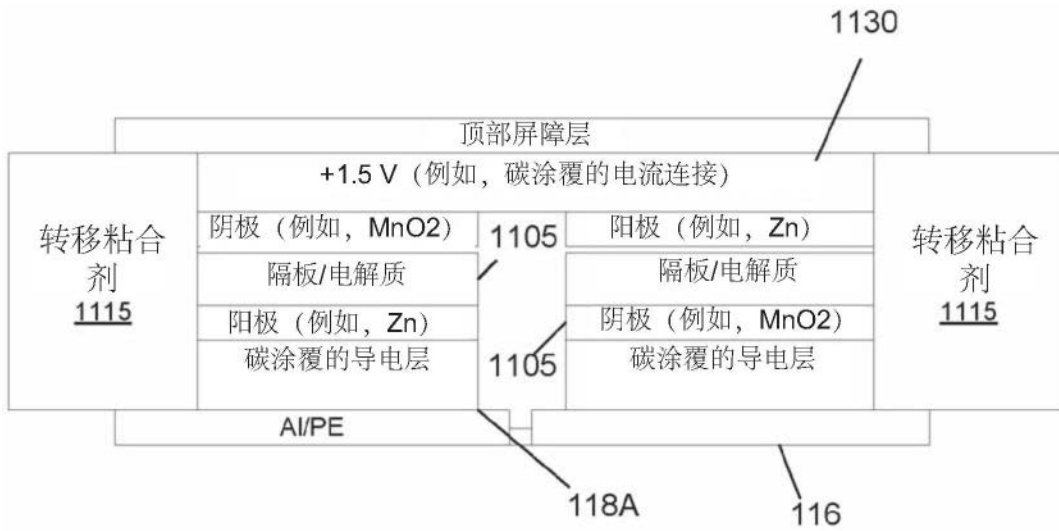 1130
顶部屏障层
+1.5 V（例如，碳涂覆的电流连接）
转移粘合
剂
1115
阴极（例如，MnO2）
隔板/电解质
阳极（例如，Zn）
碳涂覆的导电层
1105
1105
阳极（例如，Zn）
隔板/电解质
阴极（例如，MnO2）
碳涂覆的导电层
转移粘合
剂
1115
Al/PE
118A
116